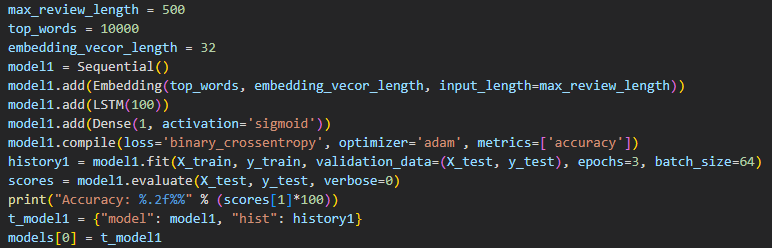 max_review_length = 500
top_words = 10000
embedding_vecor_length = 32
model1 = Sequential()
model1.add(Embedding(top_words, embedding_vecor_length, input_length=max_review_length))
model1.add(LSTM(100))
model1.add(Dense(1, activation='sigmoid'))
model1.compile(loss='binary_crossentropy', optimizer='adam', metrics=['accuracy'])
history1 = model1.fit(X_train, y_train, validation_data=(X_test, y_test), epochs=3, batch_size=64)
scores = model1.evaluate(X_test, y_test, verbose=0)
print("Accuracy: %.2f%%" % (scores[1]*100))
t_model1 = {"model": model1, "hist": history1}
models[0] = t_model1